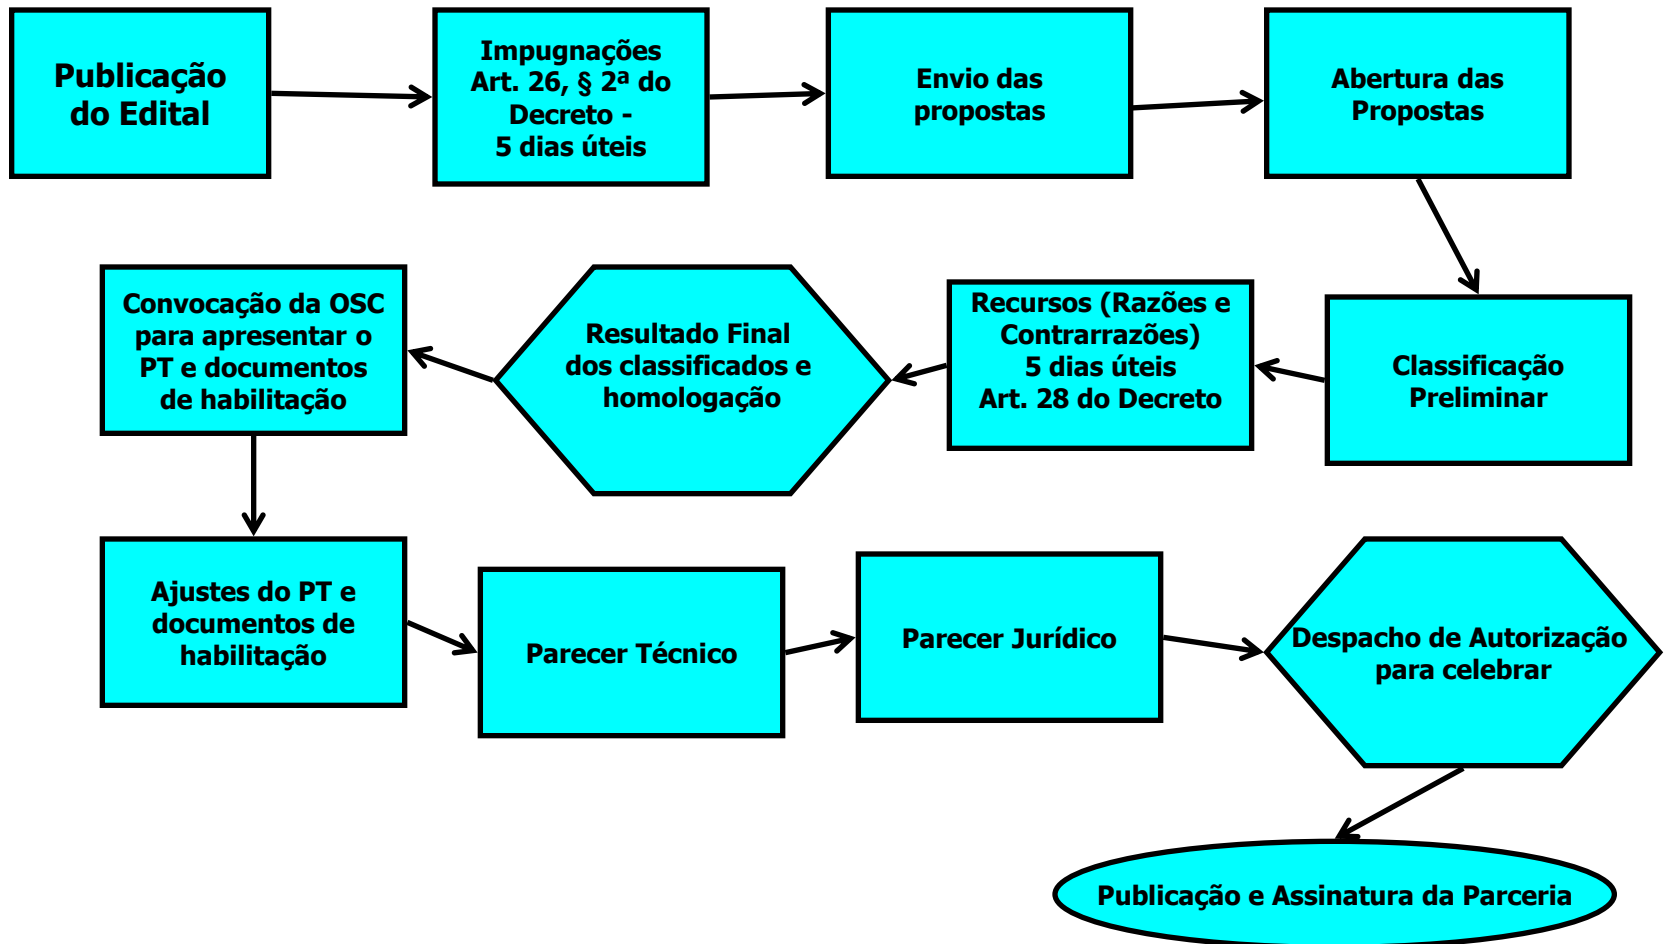 Publicação
do Edital
Impugnações
Art. 26, § 2ª do
Decreto -
5 dias úteis
Envio das
propostas
Abertura das
Propostas
Classificação
Preliminar
Recursos (Razões e
Contrarrazões)
5 dias úteis
Art. 28 do Decreto
Resultado Final
dos classificados e
homologação
Convocação da OSC
para apresentar o
PT e documentos
de habilitação
Ajustes do PT e
documentos de
habilitação
Parecer Técnico
Parecer Jurídico
Despacho de Autorização
para celebrar
Publicação e Assinatura da Parceria